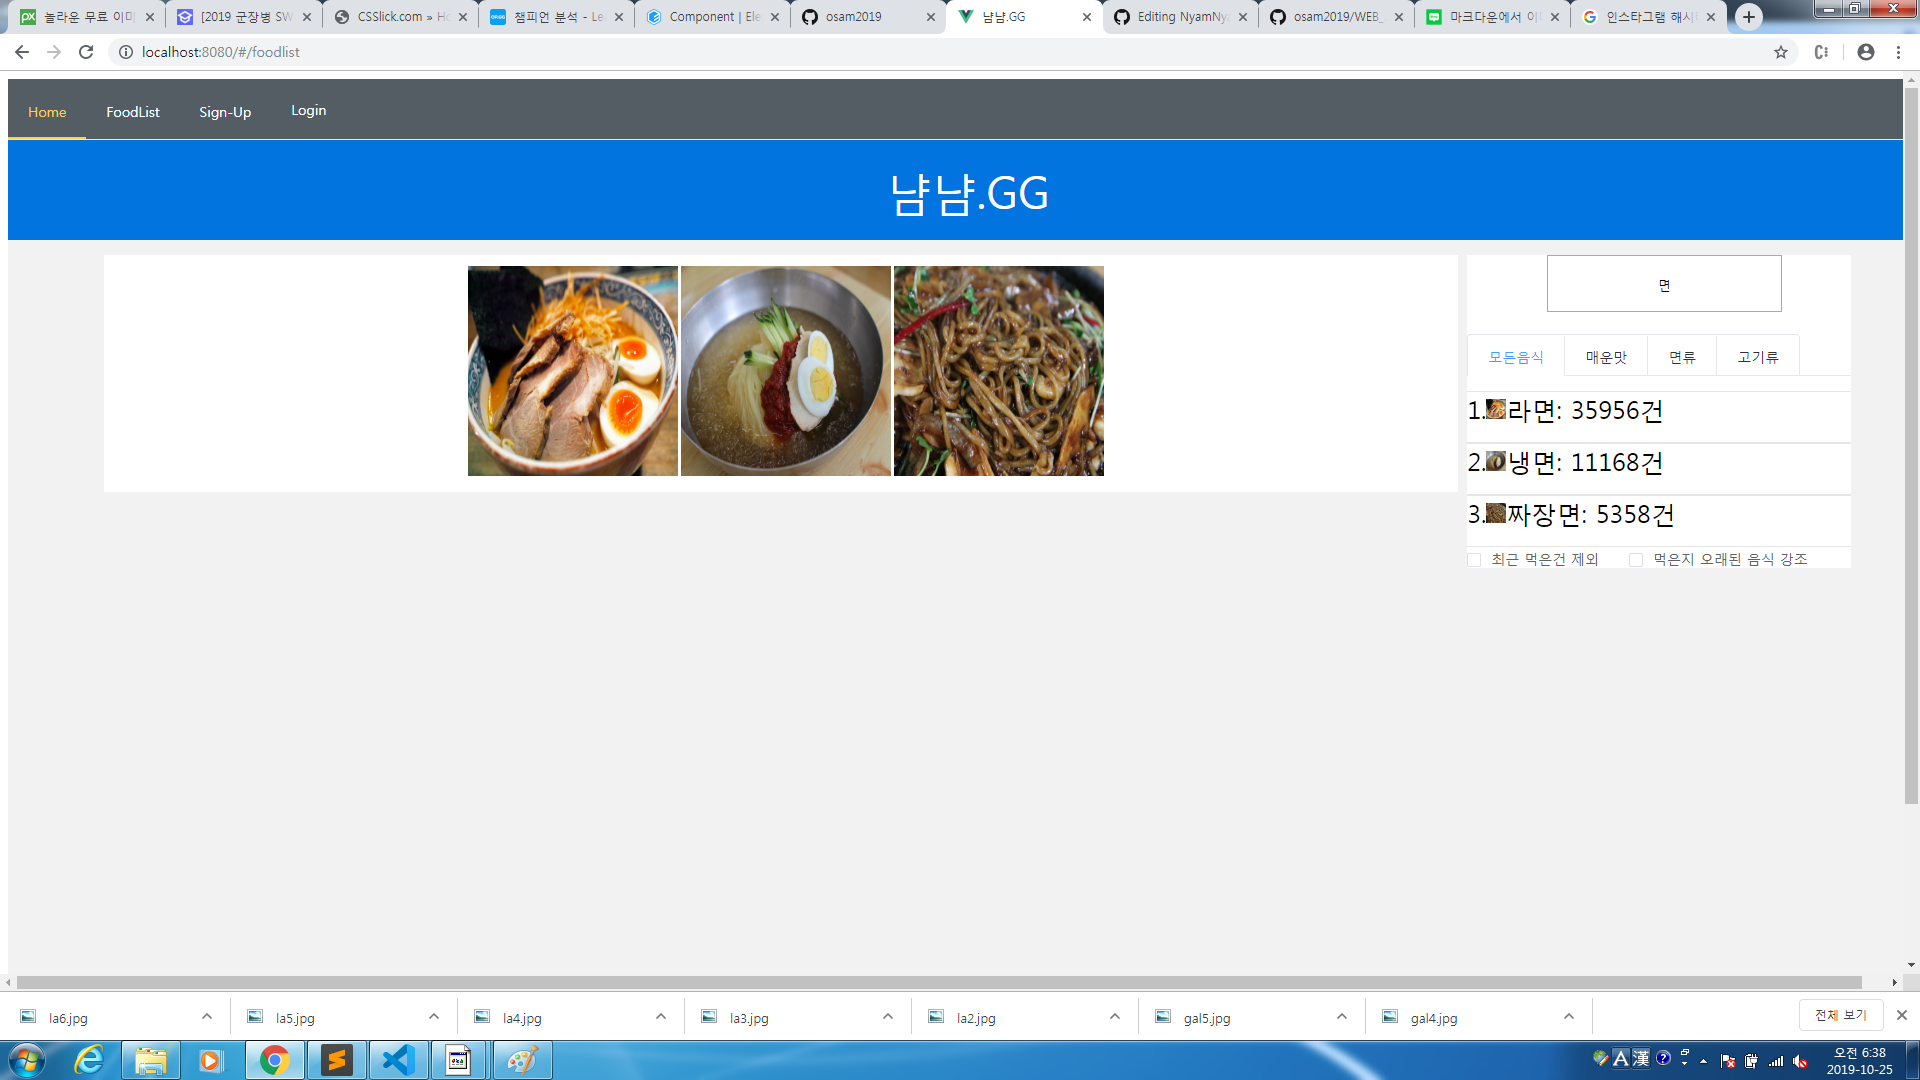 놀라운 무료 이미
[2019 군장병 SW
CSSlick.com » Ho
챔피언 분석 - Le
Component | Ele
osam2019
냠냠.GG
Editing NyamNy
osam2019/WEB_
마크다운에서 이
인스타그램 해시
localhost:8080/#/foodlist
Home
FoodList
Sign-Up
Login
냠냠.GG
면
모든음식
매운맛
면류
고기류
1.라면: 35956건
2.냉면: 11168건
3.짜장면: 5358건
최근 먹은건 제외
먹은지 오래된 음식 강조
la6.jpg
la5.jpg
la4.jpg
la3.jpg
la2.jpg
gal5.jpg
gal4.jpg
전체 보기
A 漢
오전 6:38
2019-10-25